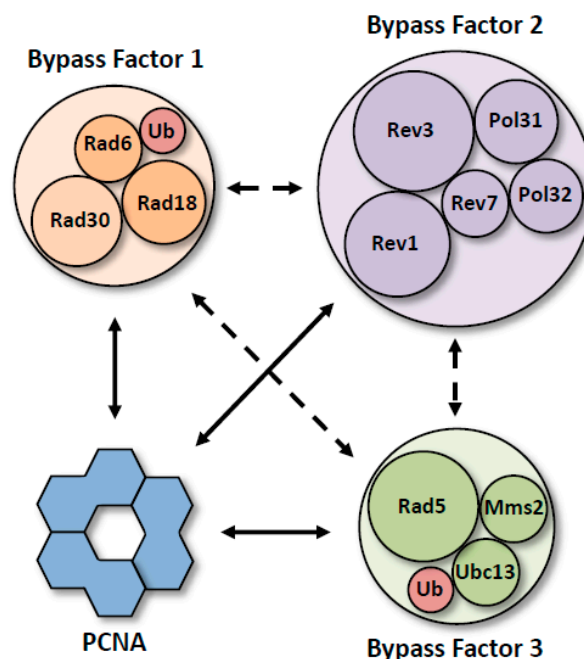 Bypass Factor 1
Rad6
Ub
Rad30
Rad18
Bypass Factor 2
Rev3
Pol31
Rev7
Pol32
Rev1
PCNA
Rad5
Mms2
Ubc13
Ub
Bypass Factor 3